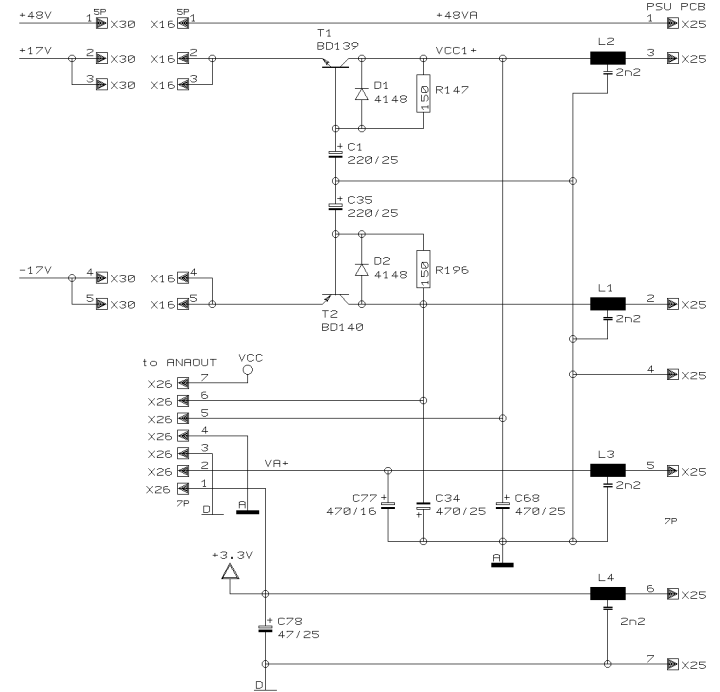 +48V 1 5P X30 X16 5P 1 +48VA PSU PCB 1 X25
T1
BD139
+17V 2 X30 X16 2 VCC1+ L2 3 X25
2n2
3 X30 X16 3
D1
4148
150 R147
+ C1
220/25
+ C35
220/25
D2
4148
150 R196
-17V 4 X30 X16 4
5 X30 X16 5
T2
BD140
L1 2 X25
2n2
to ANAOUT VCC
X26 7
X26 6
X26 5
X26 4
X26 3
X26 2 VA+
X26 1
7P
D A
4 X25
L3 5 X25
2n2
C77 +
470/16
C34 +
470/25
+ C68
470/25
7P
A
+3.3V
L4 6 X25
2n2
+ C78
47/25
7 X25
D